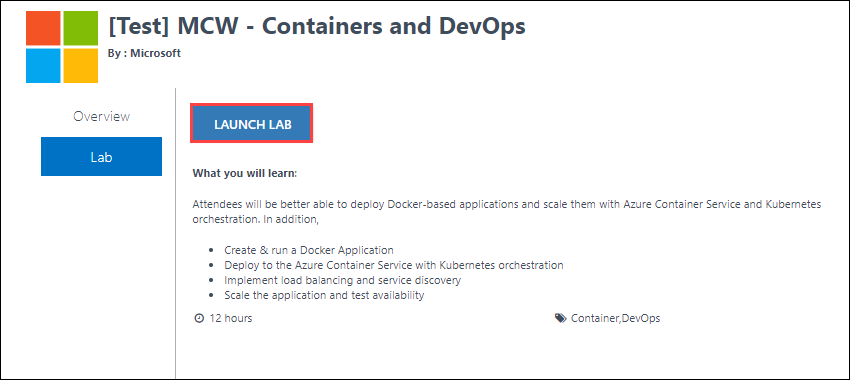 [Test] MCW - Containers and DevOps
By : Microsoft
Overview
Lab
LAUNCH LAB
What you will learn:
Attendees will be better able to deploy Docker-based applications and scale them with Azure Container Service and Kubernetes
orchestration. In addition,
• Create & run a Docker Application
• Deploy to the Azure Container Service with Kubernetes orchestration
• Implement load balancing and service discovery
• Scale the application and test availability
12 hours
Container,DevOps